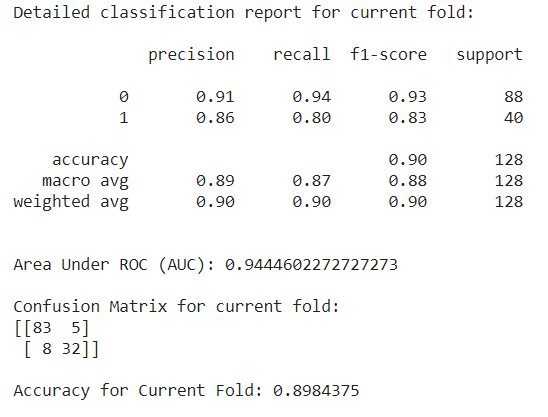 Detailed classification report for current fold:
precision recall f1-score support
0 0.91 0.94 0.93 88
1 0.86 0.80 0.83 40
accuracy 0.90 128
macro avg 0.89 0.87 0.88 128
weighted avg 0.90 0.90 0.90 128
Area Under ROC (AUC): 0.9444602272727273
Confusion Matrix for current fold:
[[83 5]
[ 8 32]]
Accuracy for Current Fold: 0.8984375